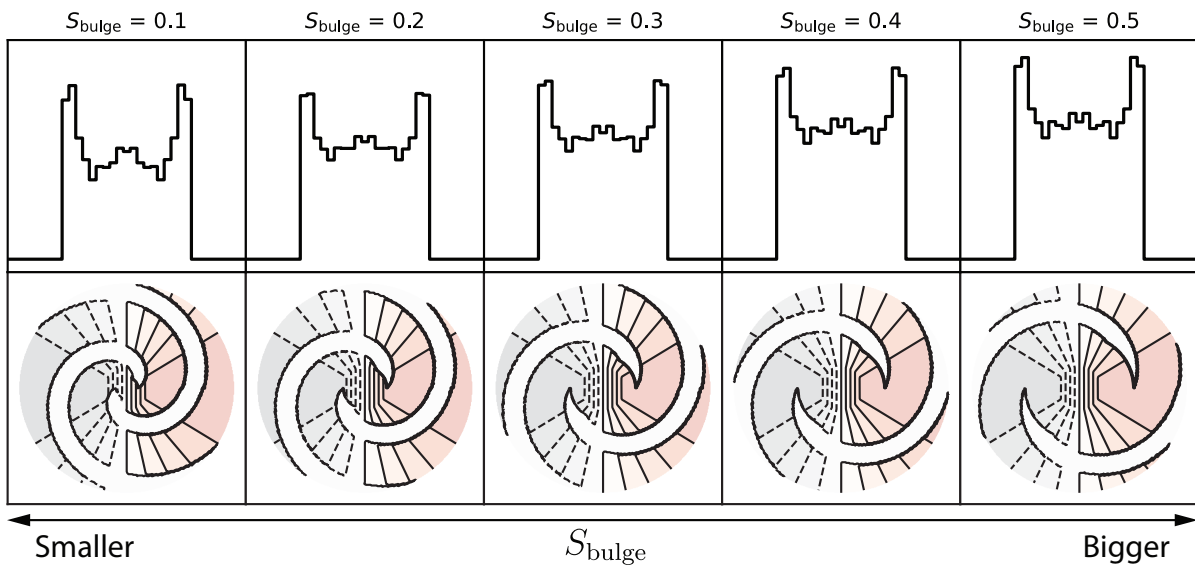 S_bulge = 0.1
S_bulge = 0.2
S_bulge = 0.3
S_bulge = 0.4
S_bulge = 0.5
Smaller
S_bulge
Bigger